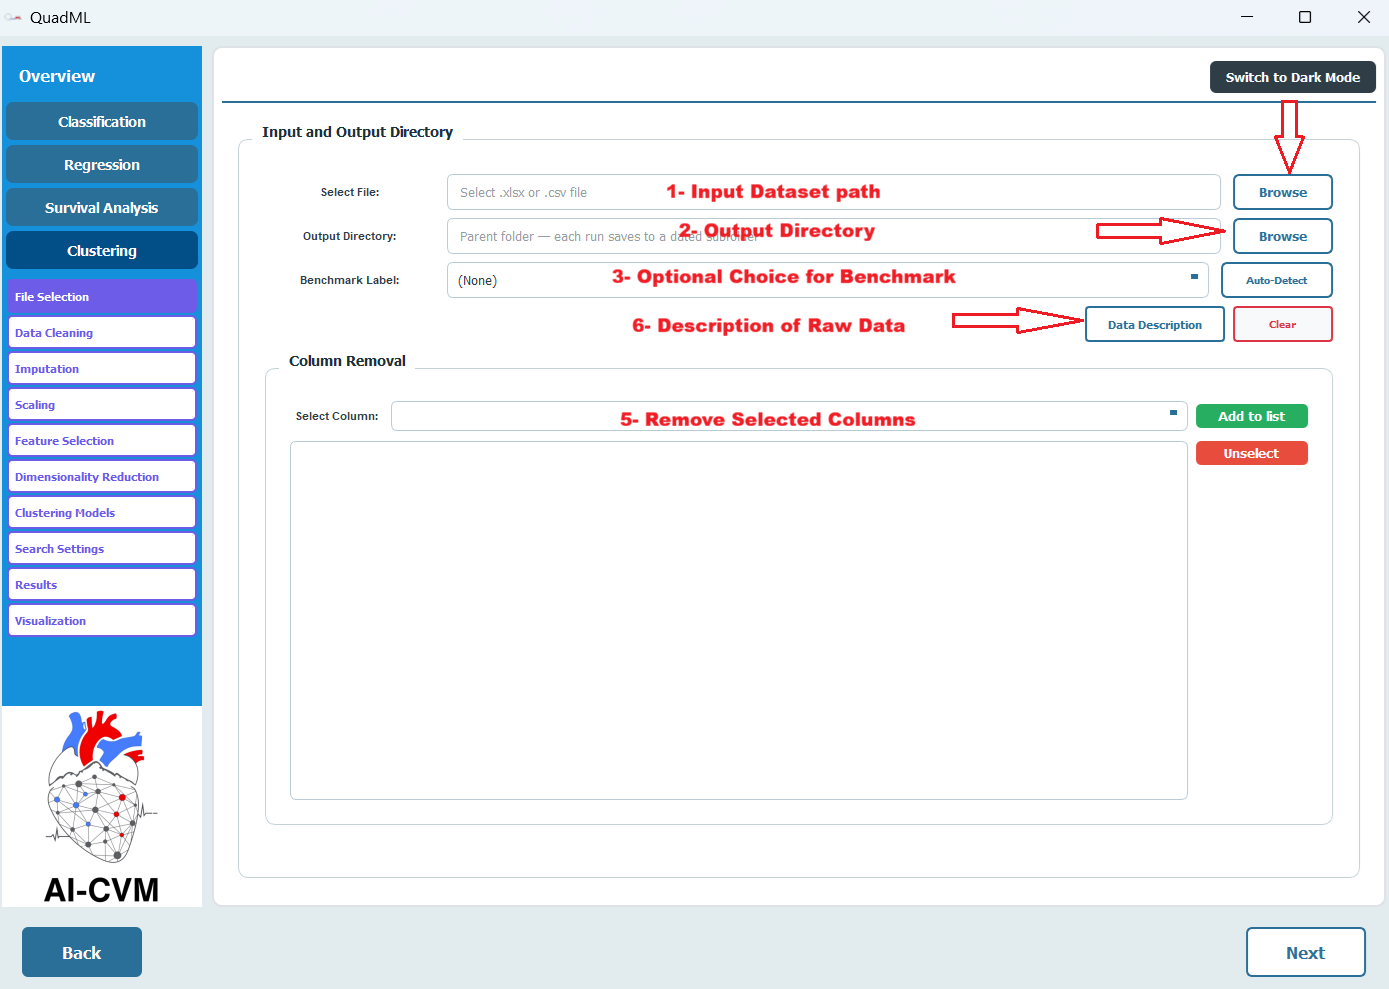 QuadML
Overview
Classification
Regression
Survival Analysis
Clustering
File Selection
Data Cleaning
Imputation
Scaling
Feature Selection
Dimensionality Reduction
Clustering Models
Search Settings
Results
Visualization
AI-CVM
Switch to Dark Mode
Input and Output Directory
Select File: Select .xlsx or .csv file 1- Input Dataset path Browse
Output Directory: Parent folder — each run saves to a dated subfolder 2- Output Directory Browse
Benchmark Label: (None) 3- Optional Choice for Benchmark Auto-Detect
6- Description of Raw Data Data Description Clear
Column Removal
Select Column: 5- Remove Selected Columns Add to list
Unselect
Back Next